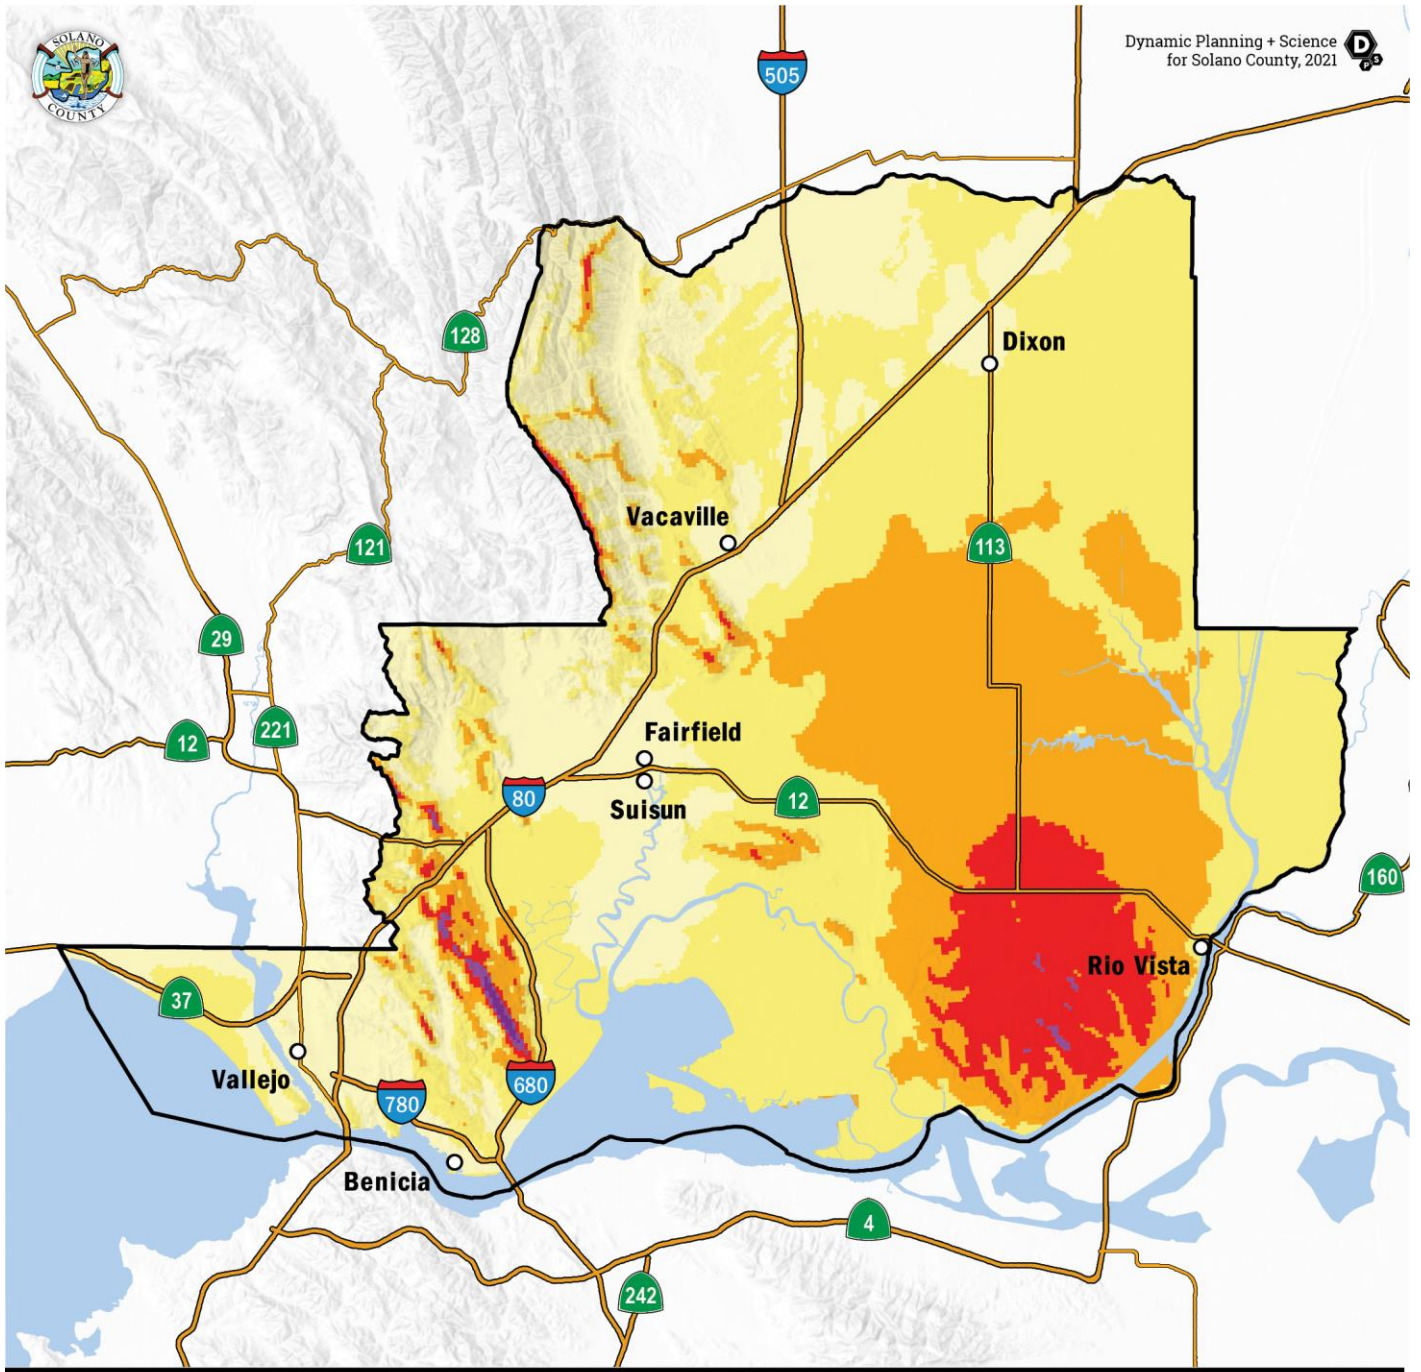 SOLANO
COUNTY
Dynamic Planning + Science
for Solano County, 2021
D
P S
505
128
Dixon
Vacaville
121
113
29
12
221
Fairfield
80
Suisun
12
160
37
Rio Vista
Vallejo
680
780
Benicia
4
242